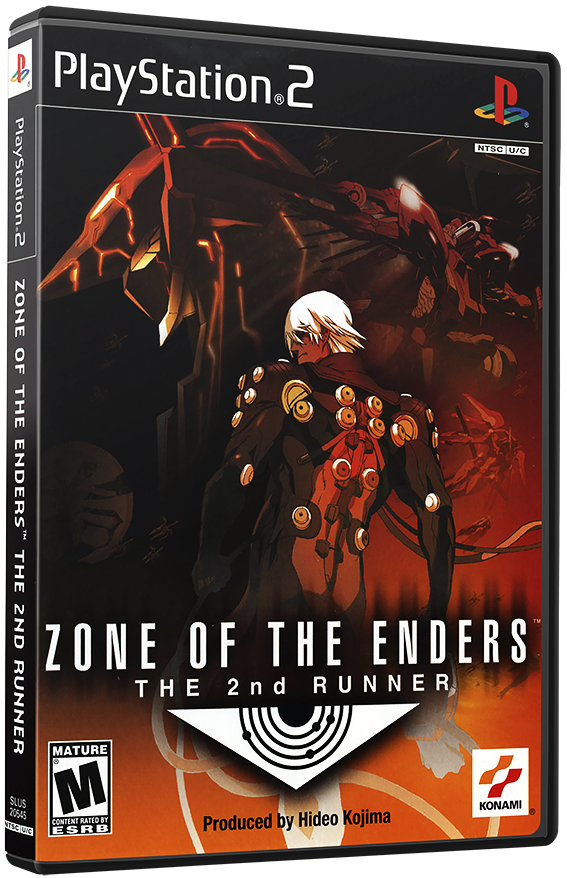 PlayStation®2
NTSC U/C
ZONE OF THE ENDERS™
THE 2nd RUNNER
MATURE
M
CONTENT RATED BY
ESRB
Produced by Hideo Kojima
KONAMI
®
PlayStation®2
ZONE OF THE ENDERS™ THE 2ND RUNNER
SLUS
20545
NTSC U/C